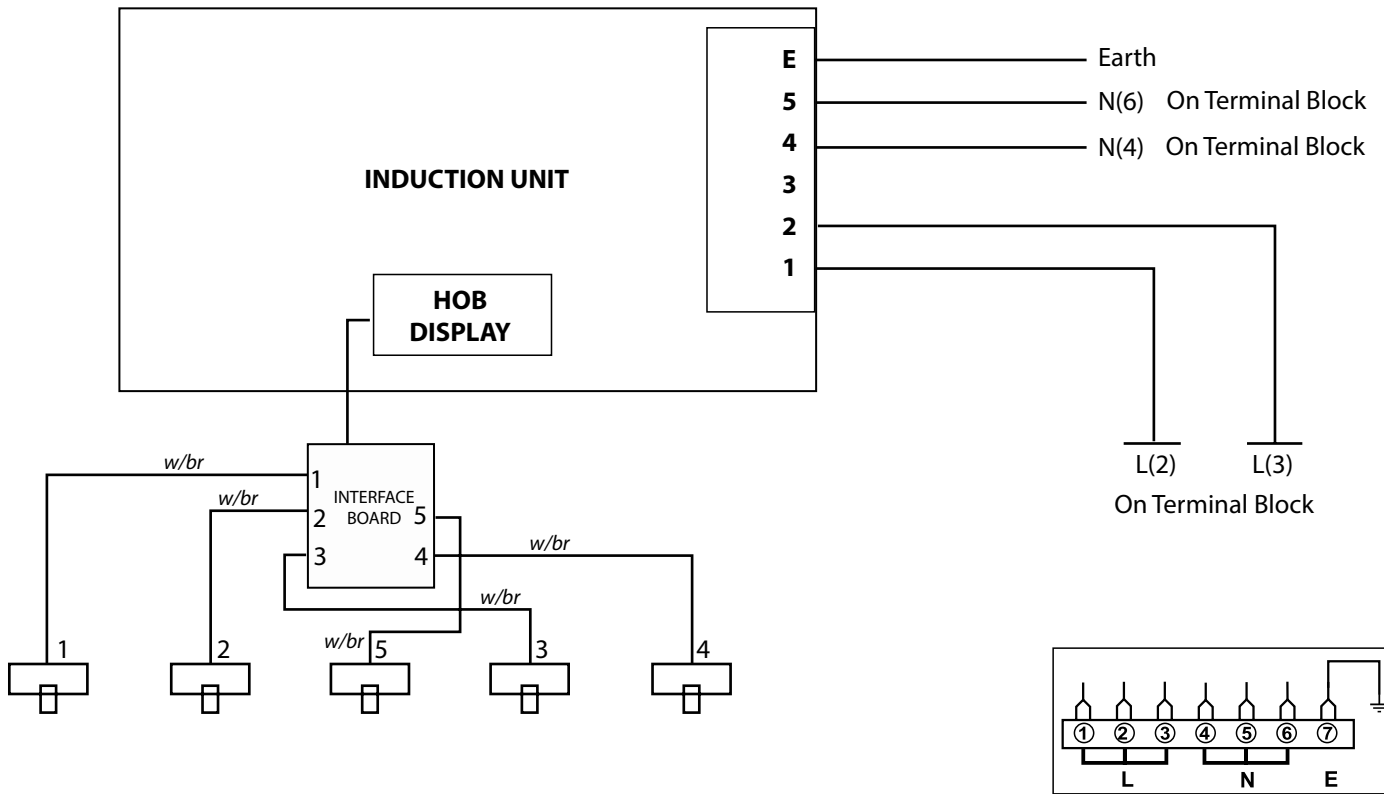 E
Earth
5
N(6) On Terminal Block
4
N(4) On Terminal Block
INDUCTION UNIT
3
2
1
HOB
DISPLAY
L(2)
L(3)
On Terminal Block
w/br
1
w/br
INTERFACE
BOARD
2
5
3
4
w/br
w/br
w/br
1
2
5
3
4
1
2
3
4
5
6
7
L
N
E